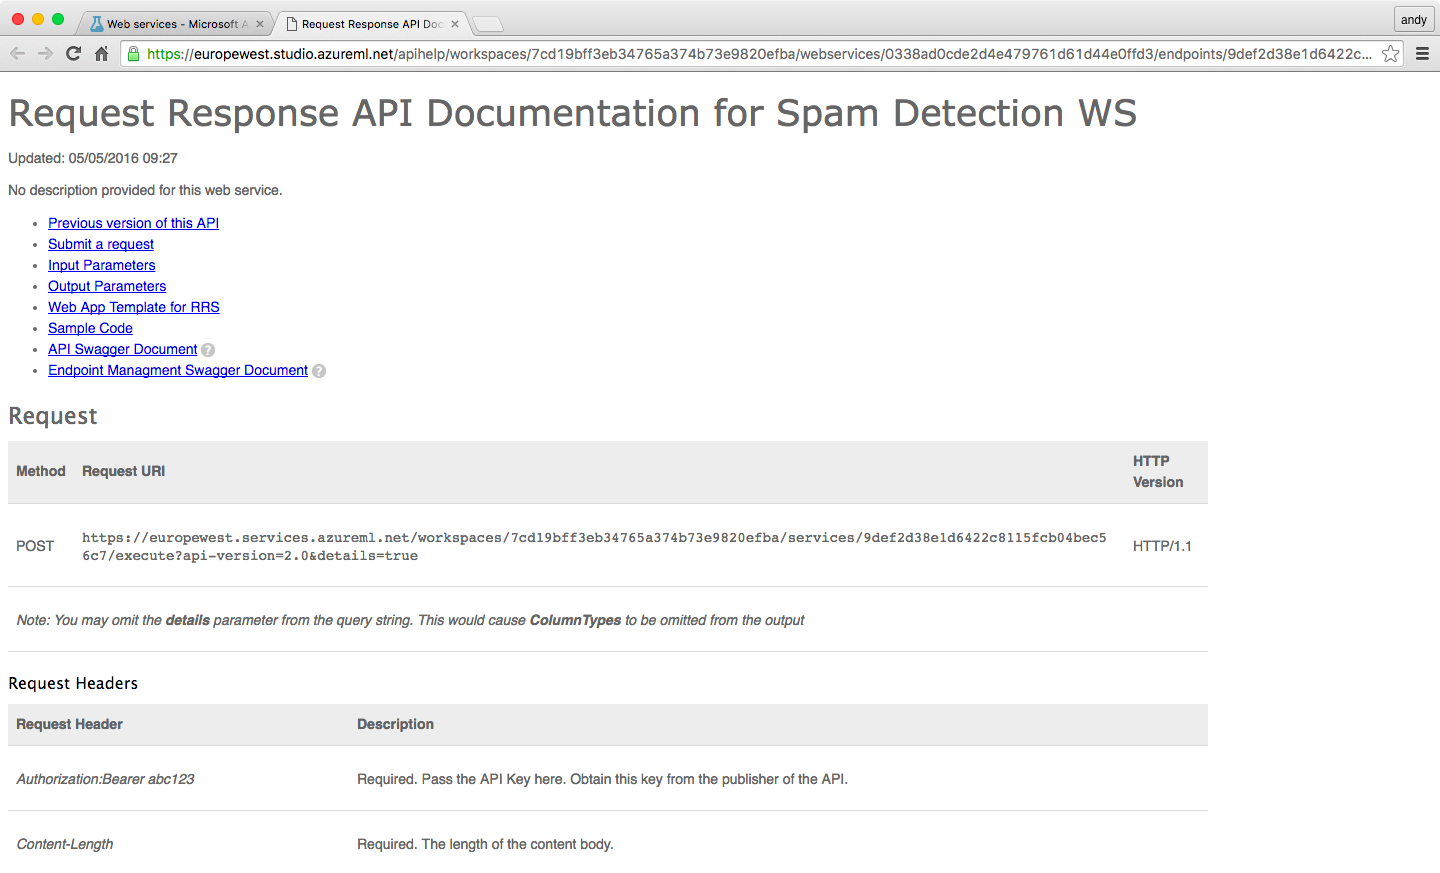 Web services - Microsoft A
Request Response API Doc
andy
https://europewest.studio.azureml.net/apihelp/workspaces/7cd19bff3eb34765a374b73e9820efba/webservices/0338ad0cde2d4e479761d61d44e0ffd3/endpoints/9def2d38e1d6422c...
Request Response API Documentation for Spam Detection WS
Updated: 05/05/2016 09:27
No description provided for this web service.
• Previous version of this API
• Submit a request
• Input Parameters
• Output Parameters
• Web App Template for RRS
• Sample Code
• API Swagger Document ?
• Endpoint Managment Swagger Document ?
Request
Method Request URI HTTP
Version
POST https://europewest.services.azureml.net/workspaces/7cd19bff3eb34765a374b73e9820efba/services/9def2d38e1d6422c8115fcb04bec5
6c7/execute?api-version=2.0&details=true HTTP/1.1
Note: You may omit the details parameter from the query string. This would cause ColumnTypes to be omitted from the output
Request Headers
Request Header Description
Authorization:Bearer abc123 Required. Pass the API Key here. Obtain this key from the publisher of the API.
Content-Length Required. The length of the content body.